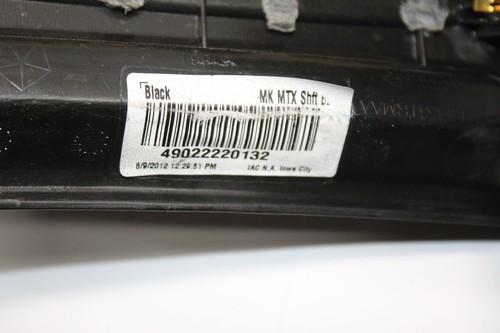 Black MK MTX Shft
49022220132
8/9/2012 12:29:51 PM IAC N.A. Iowa City